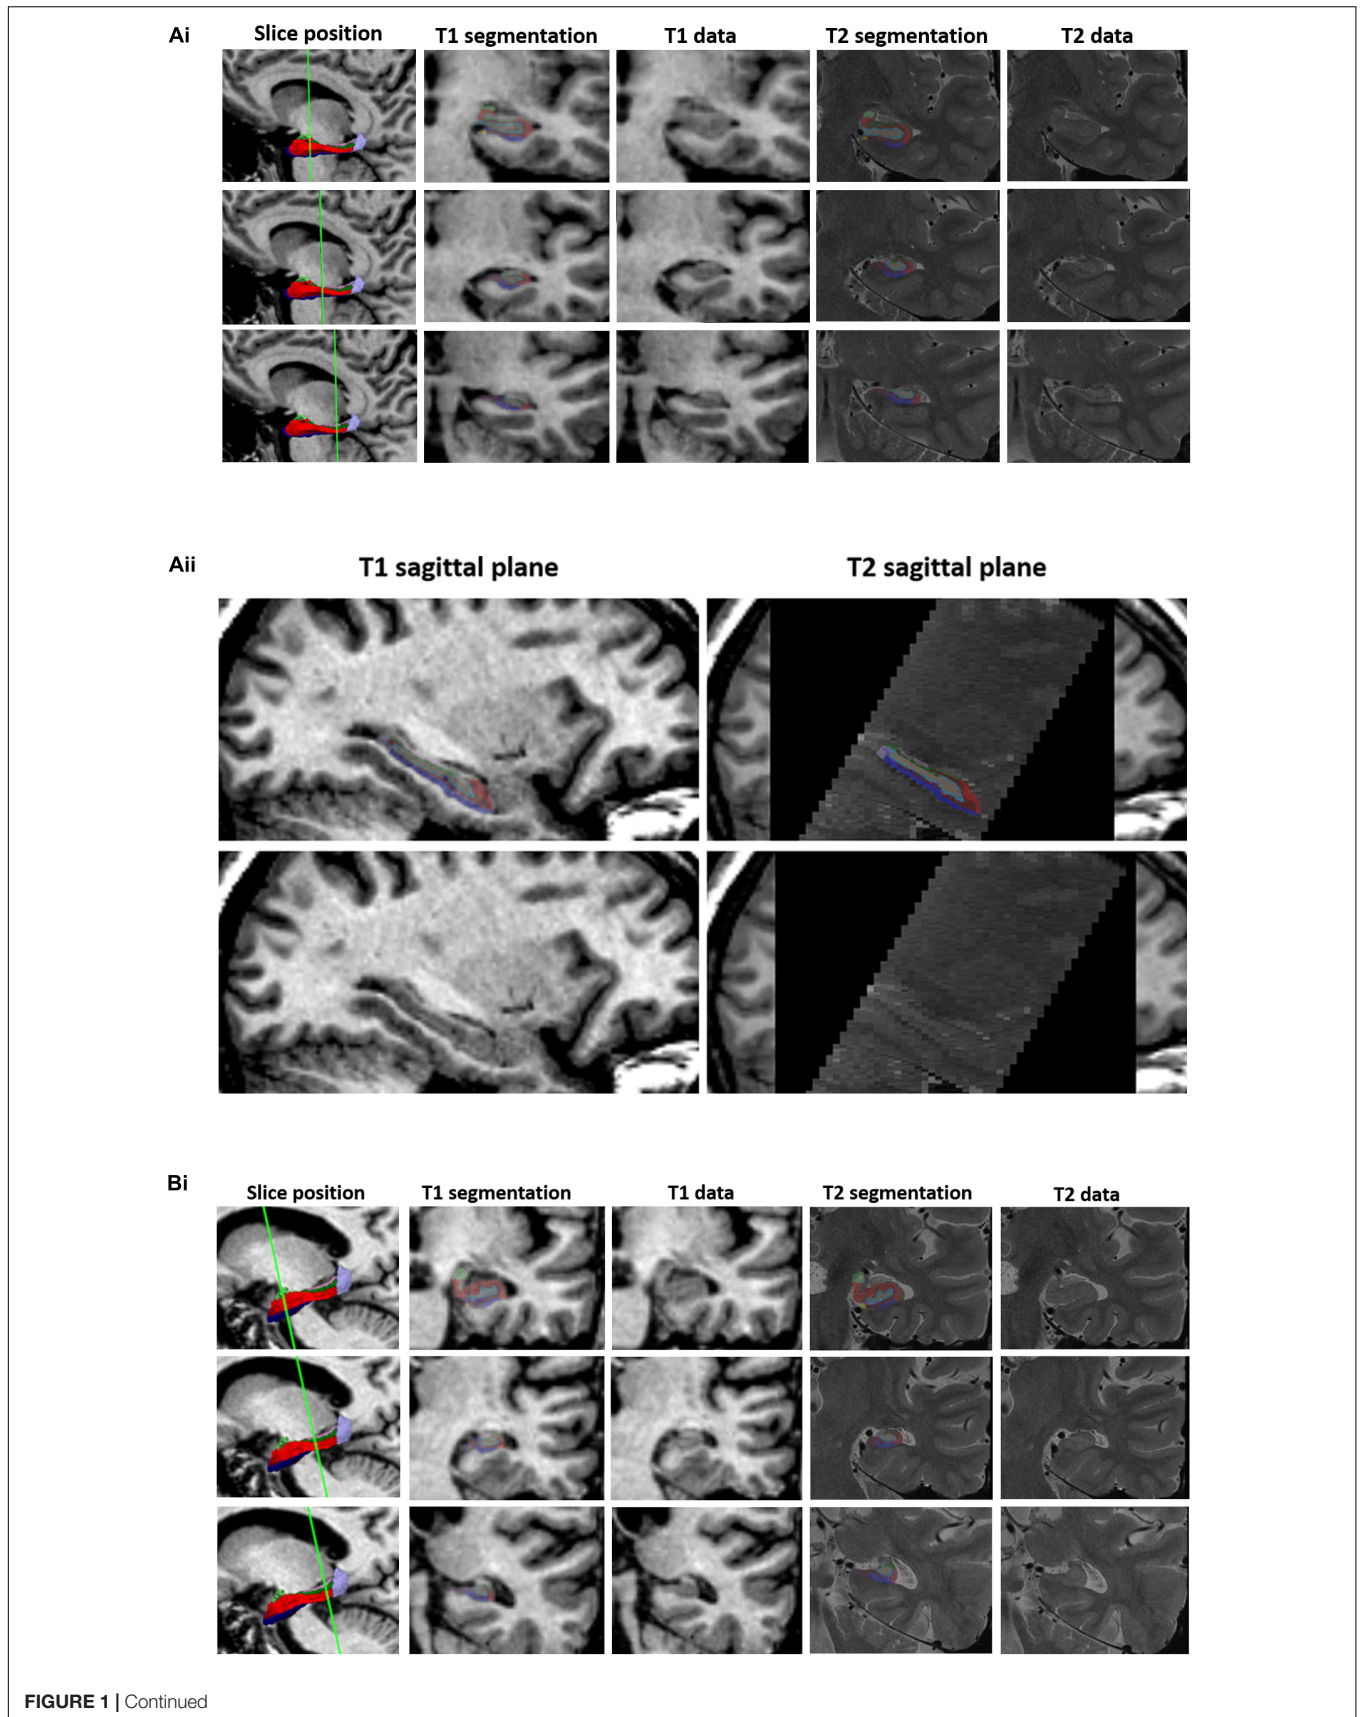 Ai
Slice position T1 segmentation T1 data T2 segmentation T2 data
Aii
T1 sagittal plane T2 sagittal plane
Bi
Slice position T1 segmentation T1 data T2 segmentation T2 data
FIGURE 1 | Continued